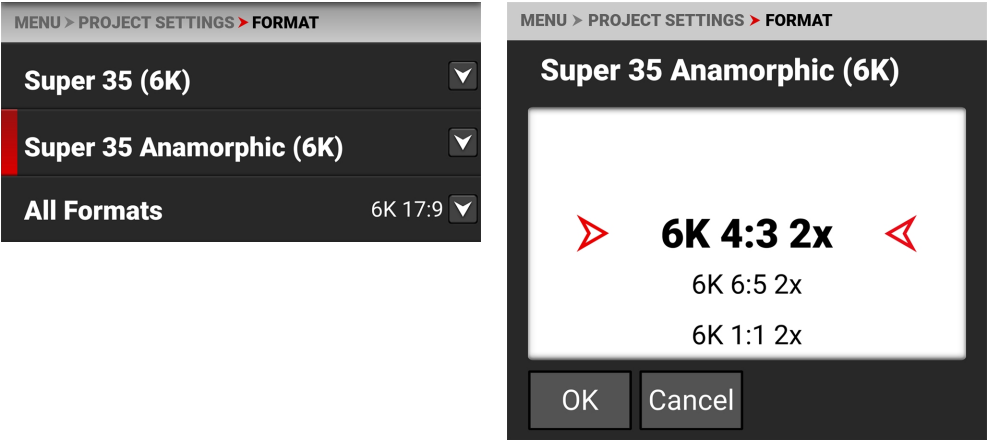 MENU > PROJECT SETTINGS > FORMAT
Super 35 (6K)
Super 35 Anamorphic (6K)
All Formats 6K 17:9
MENU > PROJECT SETTINGS > FORMAT
Super 35 Anamorphic (6K)
6K 4:3 2x
6K 6:5 2x
6K 1:1 2x
OK Cancel